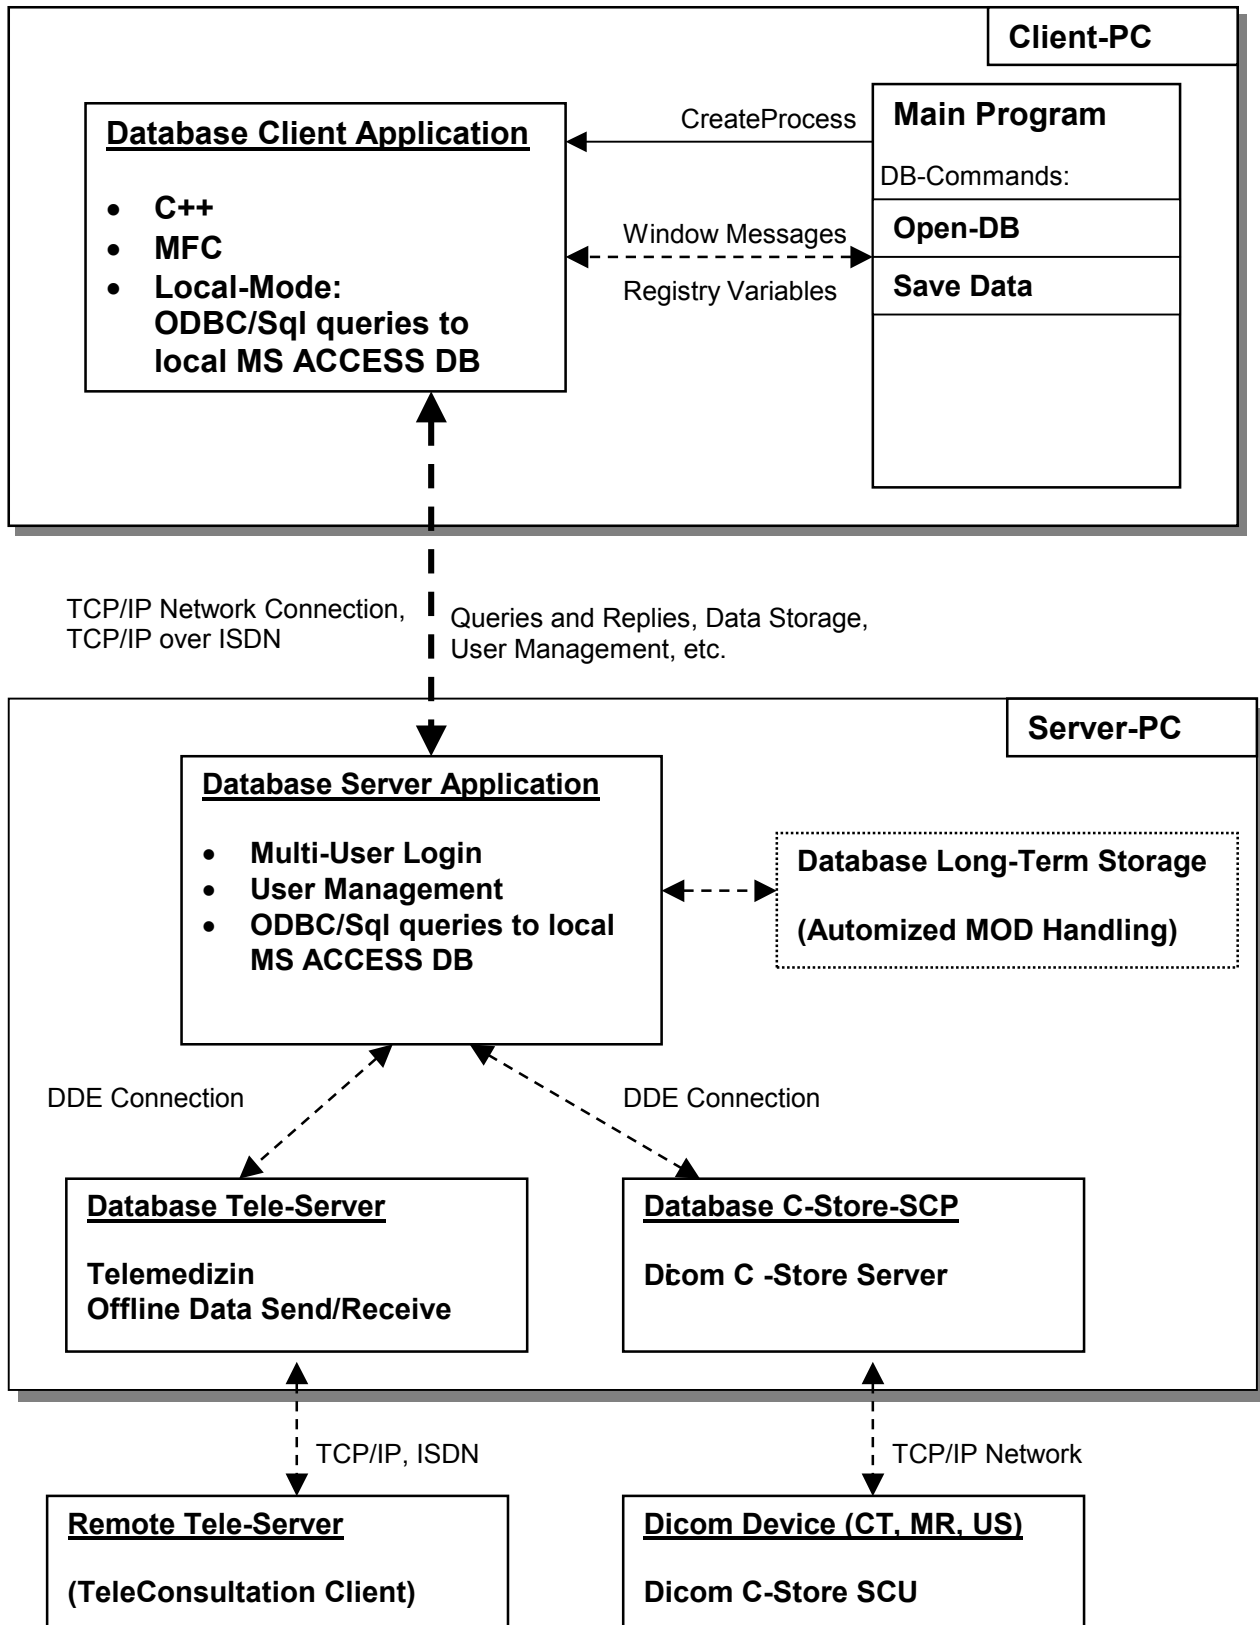 Client-PC
Database Client Application
• C++
• MFC
• Local-Mode:
ODBC/Sql queries to
local MS ACCESS DB
CreateProcess
Window Messages
Registry Variables
Main Program
DB-Commands:
Open-DB
Save Data
TCP/IP Network Connection,
TCP/IP over ISDN
Queries and Replies, Data Storage,
User Management, etc.
Server-PC
Database Server Application
• Multi-User Login
• User Management
• ODBC/Sql queries to local
MS ACCESS DB
Database Long-Term Storage
(Automized MOD Handling)
DDE Connection
DDE Connection
Database Tele-Server
Telemedizin
Offline Data Send/Receive
Database C-Store-SCP
Dicom C -Store Server
TCP/IP, ISDN
TCP/IP Network
Remote Tele-Server
(TeleConsultation Client)
Dicom Device (CT, MR, US)
Dicom C-Store SCU